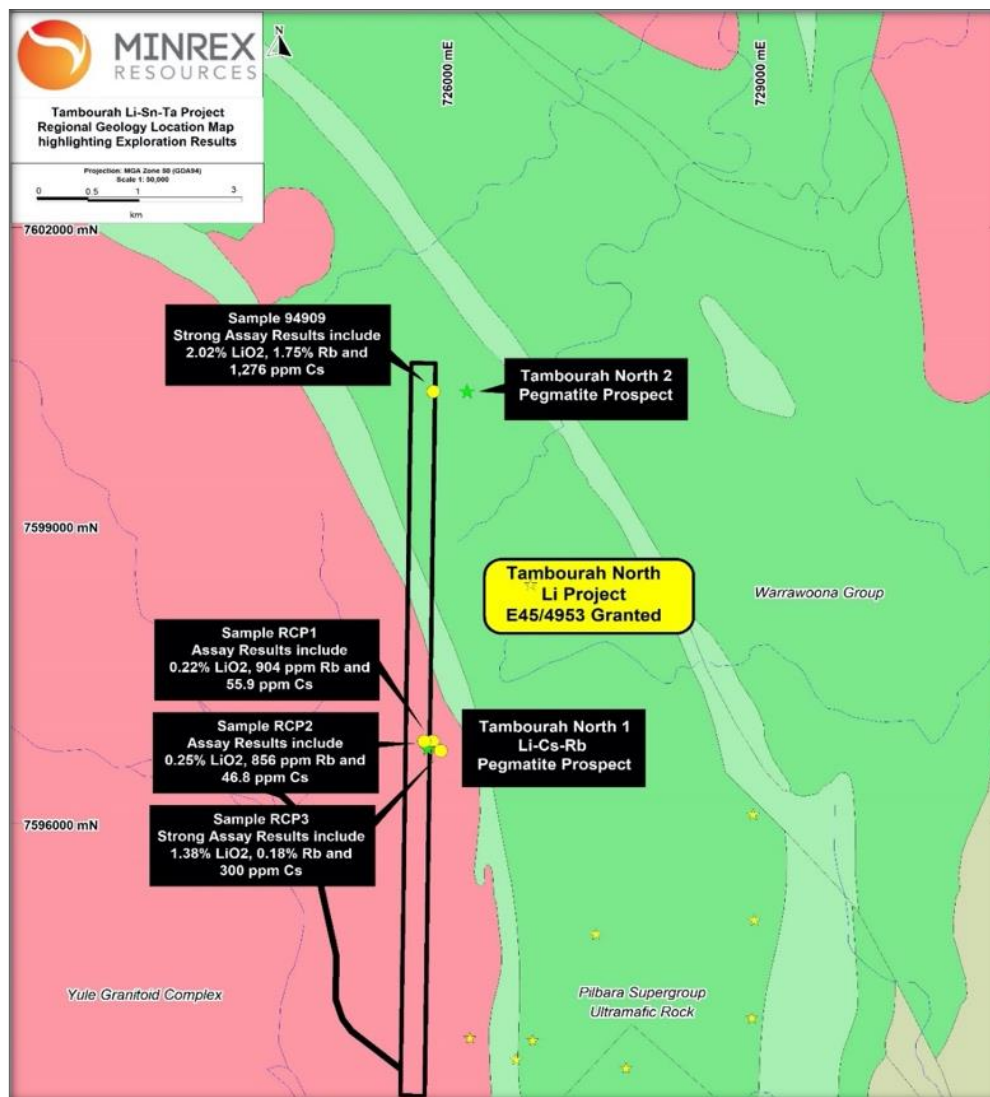 MINREX
RESOURCES
N
Tambourah Li-Sn-Ta Project
Regional Geology Location Map
highlighting Exploration Results
Projection: MGA Zone 50 (GDA94)
Scale 1: 50,000
0 0.5 1 3
km
726000 mE
729000 mE
7602000 mN
Sample 94909
Strong Assay Results include
2.02% LiO2, 1.75% Rb and
1,276 ppm Cs
Tambourah North 2
Pegmatite Prospect
7599000 mN
Tambourah North
Li Project
E45/4953 Granted
Warrawoona Group
Sample RCP1
Assay Results include
0.22% LiO2, 904 ppm Rb and
55.9 ppm Cs
Sample RCP2
Assay Results include
0.25% LiO2, 856 ppm Rb and
46.8 ppm Cs
Tambourah North 1
Li-Cs-Rb
Pegmatite Prospect
7596000 mN
Sample RCP3
Strong Assay Results include
1.38% LiO2, 0.18% Rb and
300 ppm Cs
Yule Granitoid Complex
Pilbara Supergroup
Ultramafic Rock